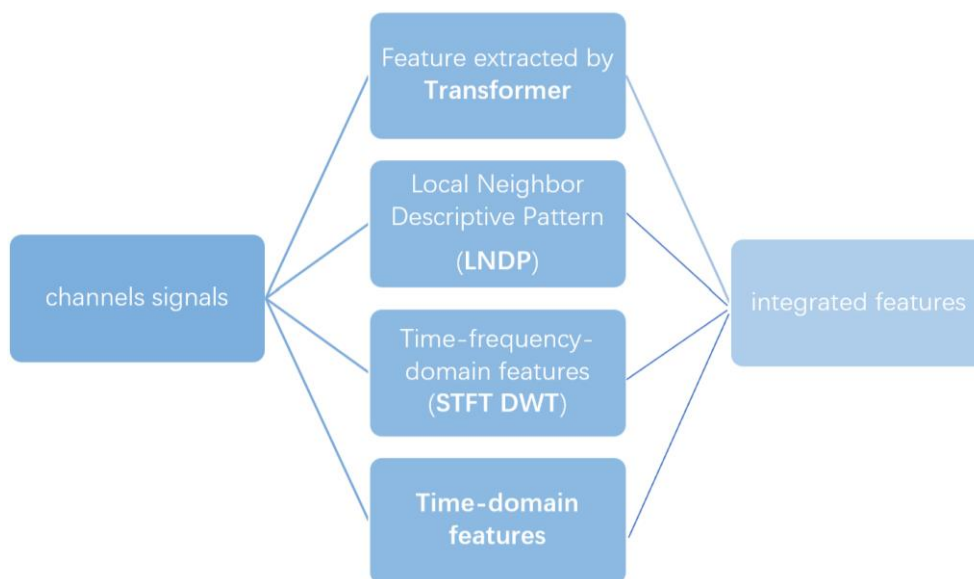 Feature extracted by
Transformer
Local Neighbor
Descriptive Pattern
(LNDP)
channels signals
integrated features
Time-frequency-
domain features
(STFT DWT)
Time-domain
features